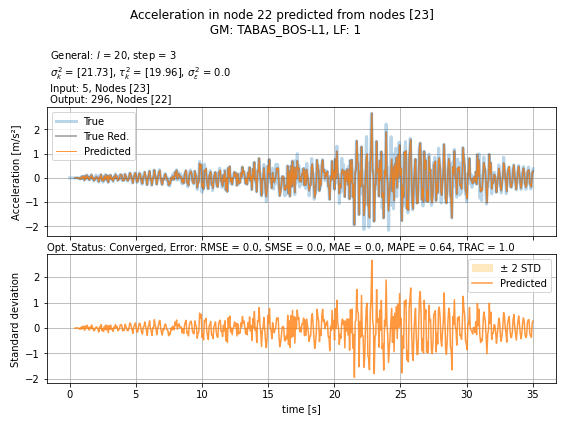 Acceleration in node 22 predicted from nodes [23]
GM: TABAS_BOS-L1, LF: 1
General: l = 20, step = 3
σ²ₖ = [21.73], τ²ₖ = [19.96], σ²ε = 0.0
Input: 5, Nodes [23]
Output: 296, Nodes [22]
Acceleration [m/s²]
2
1
0
−1
−2
True
True Red.
Predicted
Opt. Status: Converged, Error: RMSE = 0.0, SMSE = 0.0, MAE = 0.0, MAPE = 0.64, TRAC = 1.0
Standard deviation
2
1
0
−1
−2
± 2 STD
Predicted
0 5 10 15 20 25 30 35
time [s]